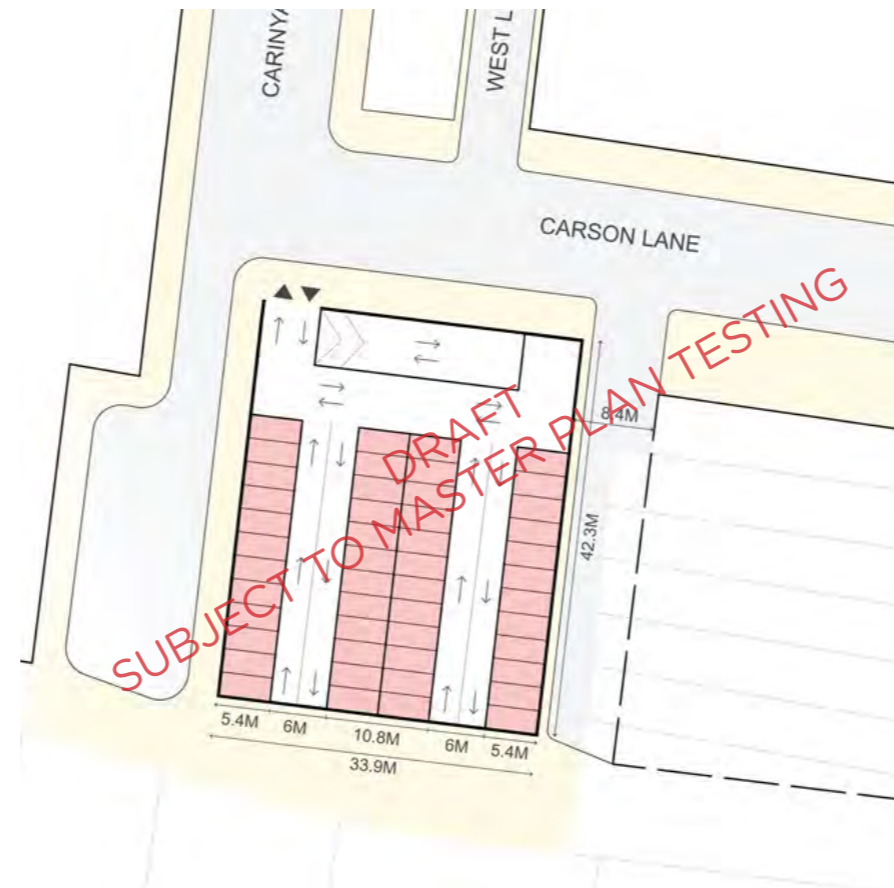 CARINYA
WEST L
CARSON LANE
DRAFT
SUBJECT TO MASTER PLAN TESTING
8.4M
42.3M
5.4M
6M
10.8M
6M
5.4M
33.9M